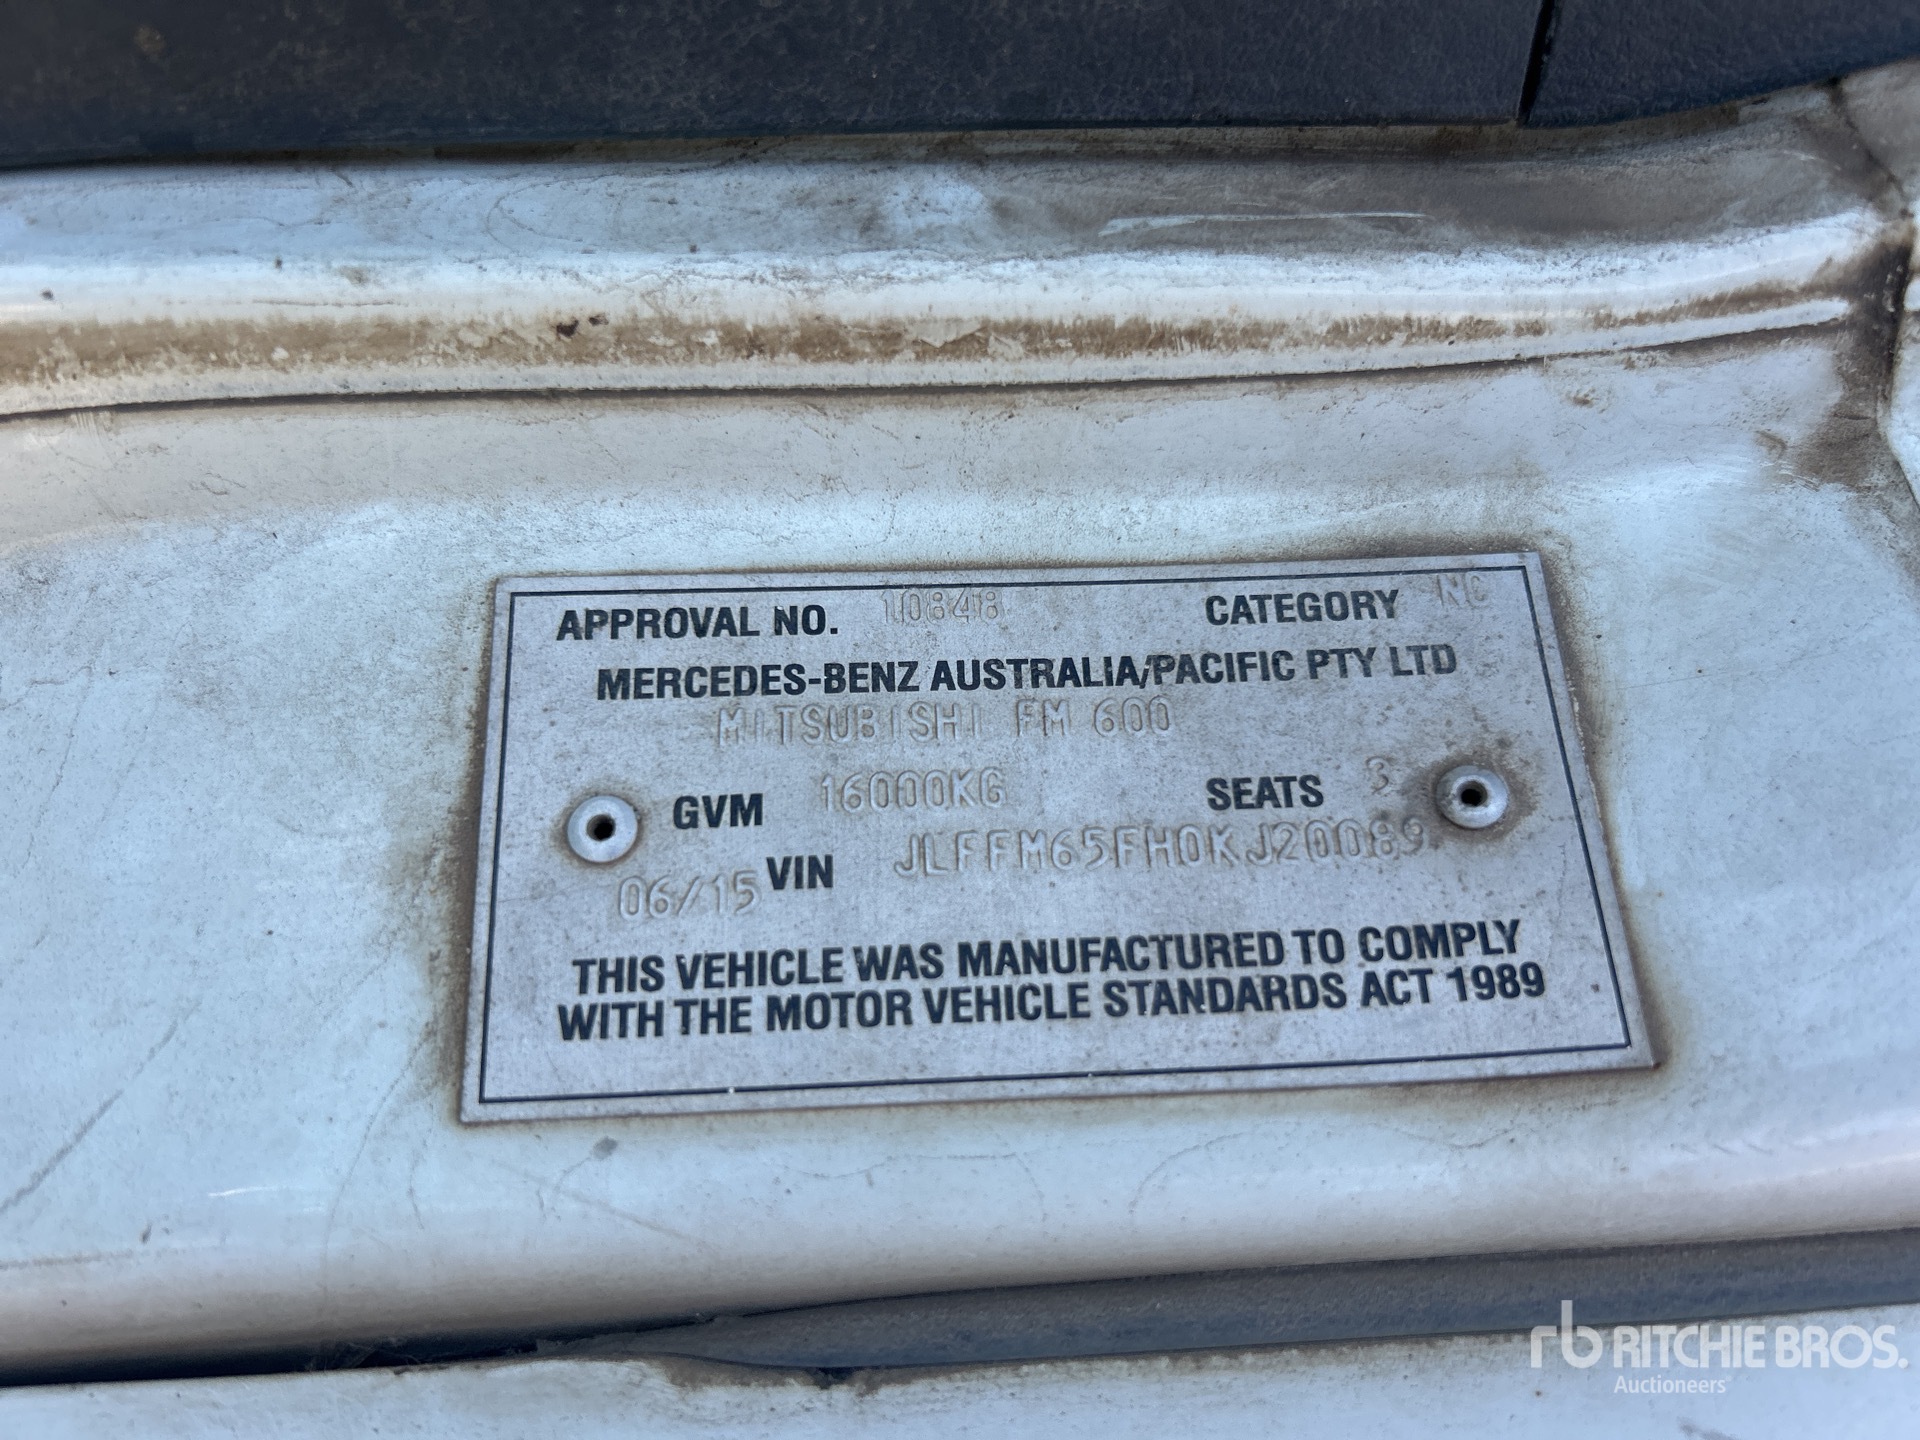 APPROVAL NO. 10848 CATEGORY NC
MERCEDES-BENZ AUSTRALIA/PACIFIC PTY LTD
MITSUBISHI FM 600
GVM 16000KG SEATS 3
06/15 VIN JLFFM65FH0KJ20089
THIS VEHICLE WAS MANUFACTURED TO COMPLY
WITH THE MOTOR VEHICLE STANDARDS ACT 1989
rb RITCHIE BROS.
Auctioneers